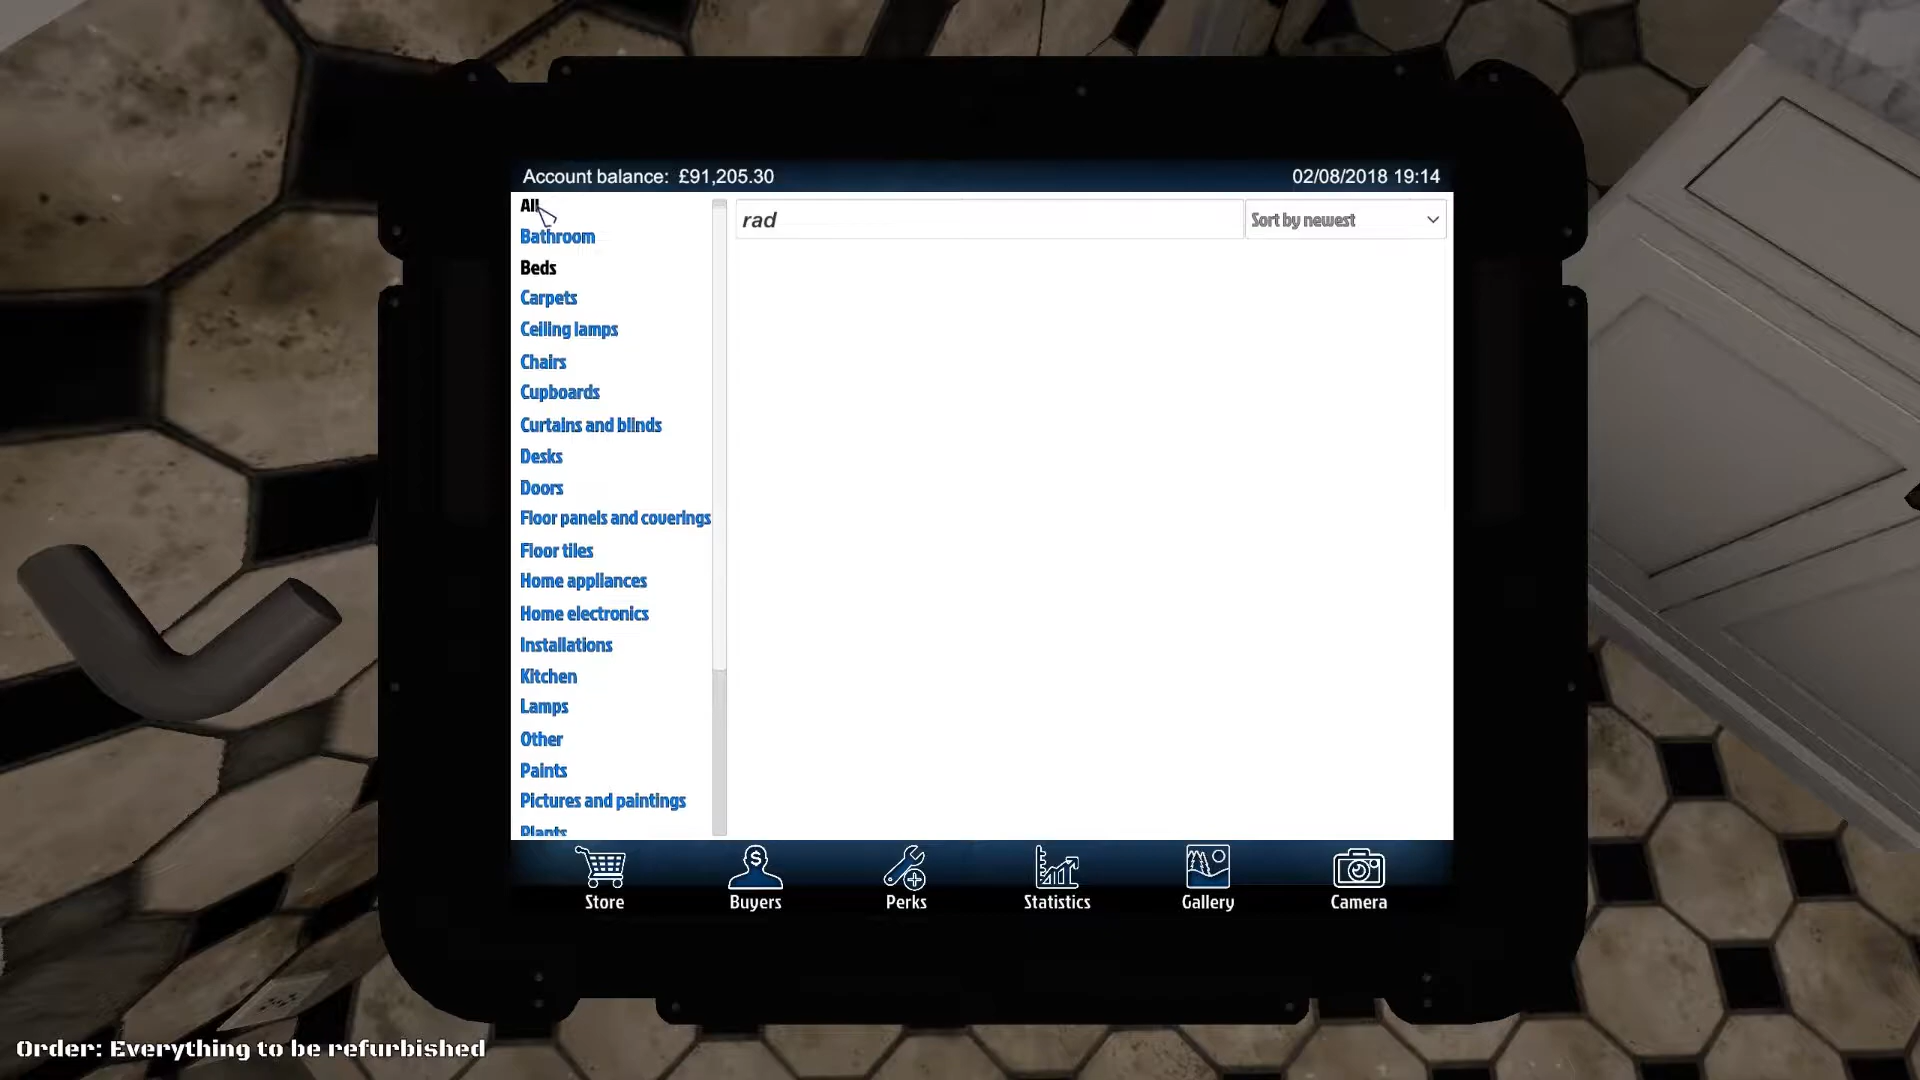 Account balance: £91,205.30
02/08/2018 19:14
All
rad
Sort by newest
Bathroom
Beds
Carpets
Ceiling lamps
Chairs
Cupboards
Curtains and blinds
Desks
Doors
Floor panels and coverings
Floor tiles
Home appliances
Home electronics
Installations
Kitchen
Lamps
Other
Paints
Pictures and paintings
Plants
Store
Buyers
Perks
Statistics
Gallery
Camera
Order: Everything to be refurbished